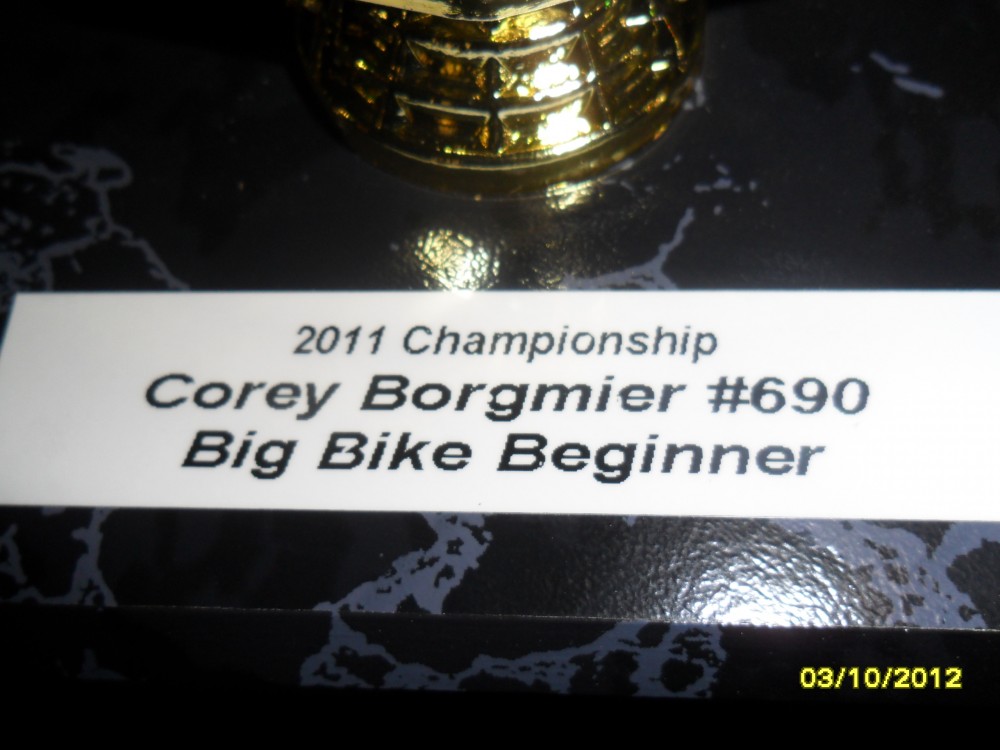 2011 Championship
Corey Borgmier #690
Big Bike Beginner
03/10/2012